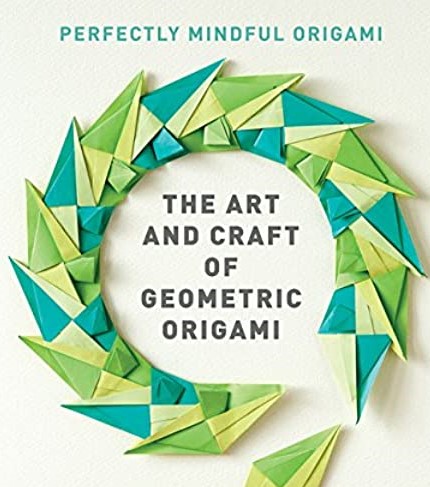 PERFECTLY MINDFUL ORIGAMI
THE ART
AND CRAFT
OF
GEOMETRIC
ORIGAMI